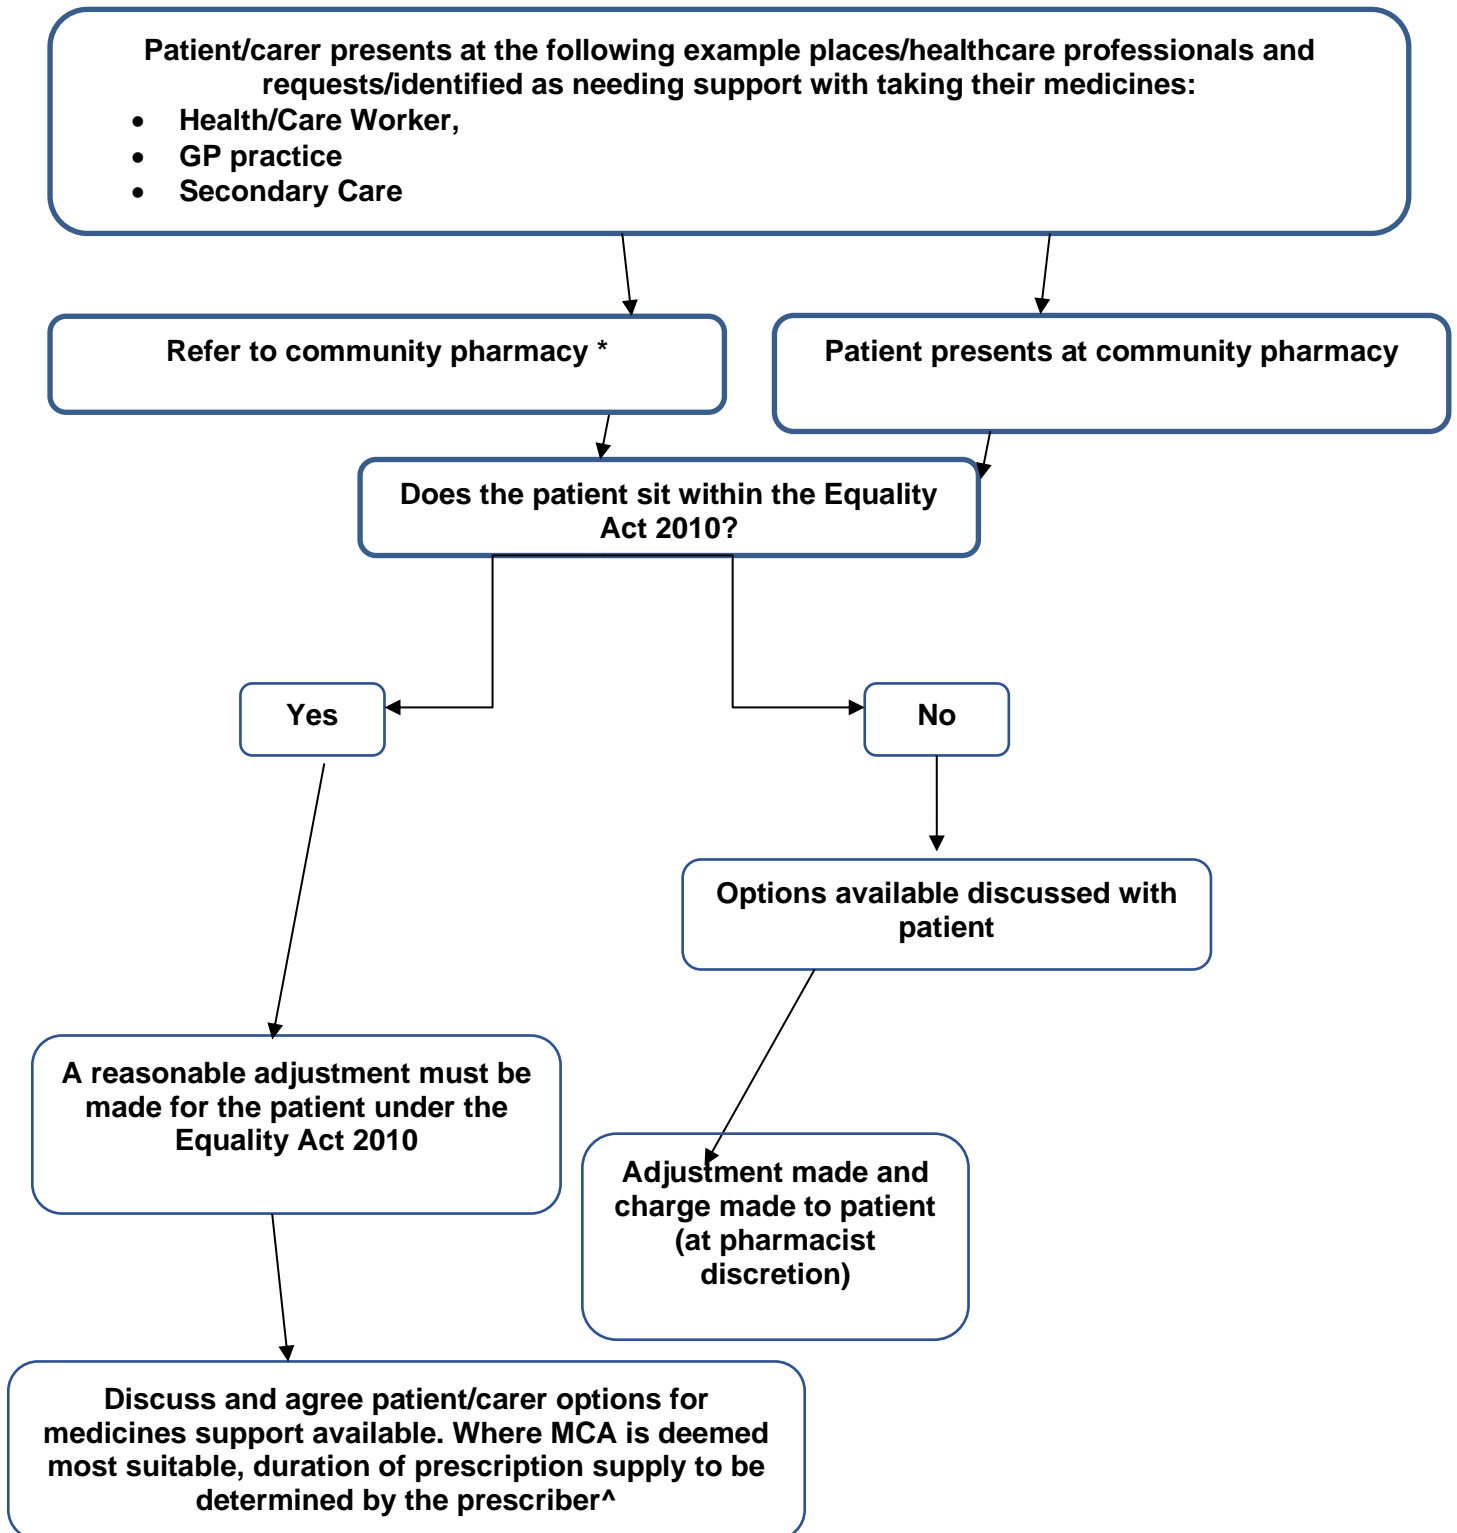 Patient/carer presents at the following example places/healthcare professionals and
requests/identified as needing support with taking their medicines:
• Health/Care Worker,
• GP practice
• Secondary Care
Refer to community pharmacy *
Patient presents at community pharmacy
Does the patient sit within the Equality
Act 2010?
Yes
No
Options available discussed with
patient
A reasonable adjustment must be
made for the patient under the
Equality Act 2010
Adjustment made and
charge made to patient
(at pharmacist
discretion)
Discuss and agree patient/carer options for
medicines support available. Where MCA is deemed
most suitable, duration of prescription supply to be
determined by the prescriber^